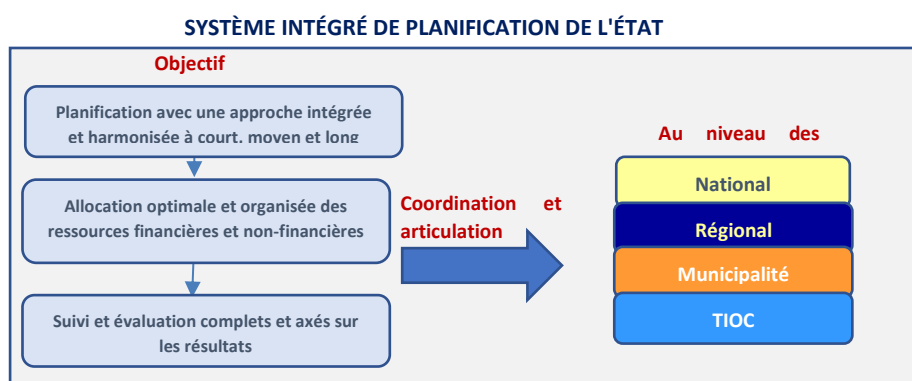 SYSTÈME INTÉGRÉ DE PLANIFICATION DE L'ÉTAT
Objectif
Planification avec une approche intégrée
et harmonisée à court, moyen et long
Allocation optimale et organisée des
ressources financières et non-financières
Suivi et évaluation complets et axés sur
les résultats
Coordination et
articulation
Au niveau des
National
Régional
Municipalité
TIOC